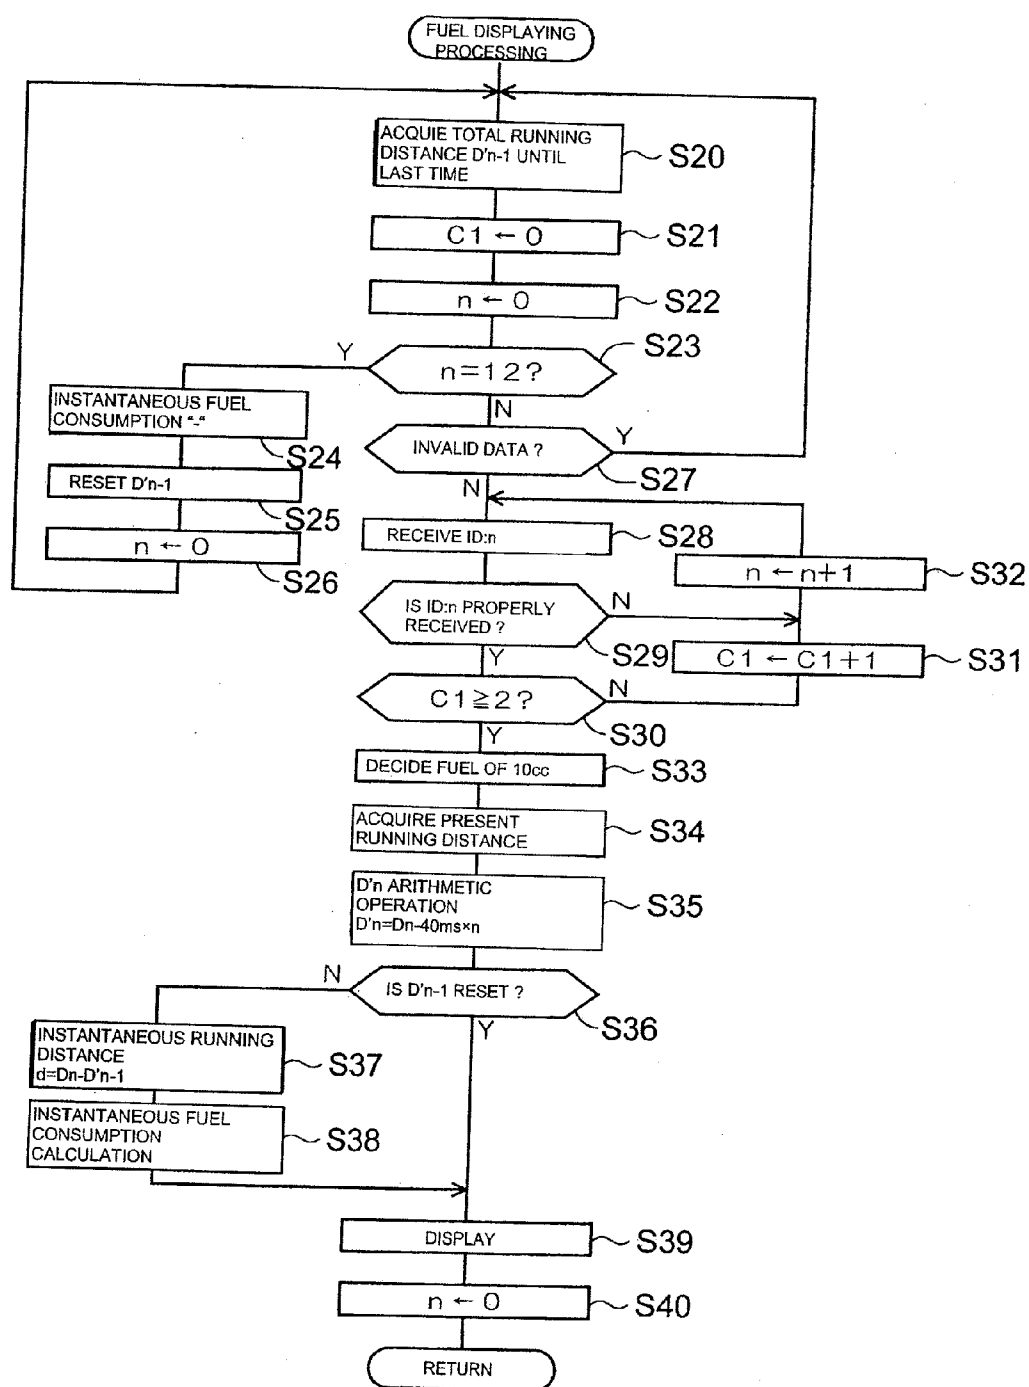 FUEL DISPLAYING
PROCESSING
ACQUIE TOTAL RUNNING
DISTANCE D'n-1 UNTIL
LAST TIME
S20
C1 ← 0
S21
n ← 0
S22
Y
n=12?
S23
N
INSTANTANEOUS FUEL
CONSUMPTION "-"
S24
INVALID DATA ?
Y
S27
N
RESET D'n-1
S25
RECEIVE ID:n
S28
n ← 0
S26
n ← n+1
S32
IS ID:n PROPERLY
RECEIVED ?
N
S29
Y
C1 ← C1+1
S31
C1≧2?
N
S30
Y
DECIDE FUEL OF 10cc
S33
ACQUIRE PRESENT
RUNNING DISTANCE
S34
D'n ARITHMETIC
OPERATION
D'n=Dn-40ms×n
S35
N
IS D'n-1 RESET ?
S36
Y
INSTANTANEOUS RUNNING
DISTANCE
d=Dn-D'n-1
S37
INSTANTANEOUS FUEL
CONSUMPTION
CALCULATION
S38
DISPLAY
S39
n ← 0
S40
RETURN